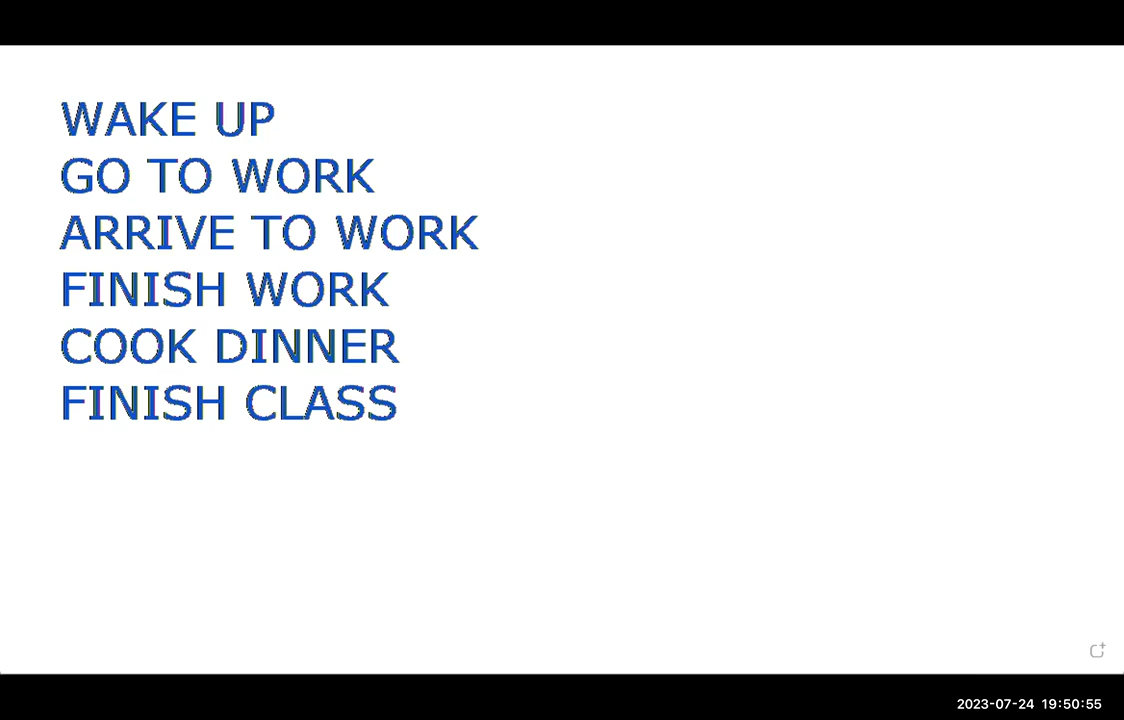 WAKE UP
GO TO WORK
ARRIVE TO WORK
FINISH WORK
COOK DINNER
FINISH CLASS
2023-07-24 19:50:55